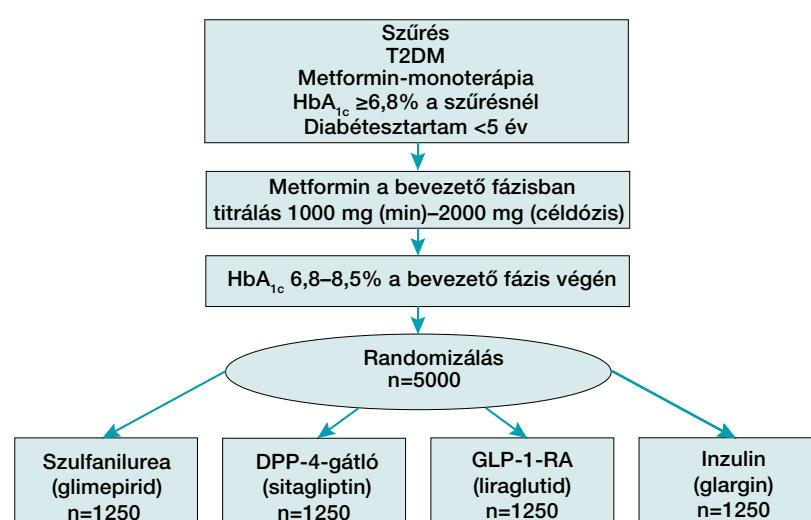 Szűrés
T2DM
Metformin-monoterápia
HbA1c ≥6,8% a szűrésnél
Diabétesztartam <5 év
Metformin a bevezető fázisban
titrálás 1000 mg (min)–2000 mg (céldózis)
HbA1c 6,8–8,5% a bevezető fázis végén
Randomizálás
n=5000
Szulfanilurea
(glimepirid)
n=1250
DPP-4-gátló
(sitagliptin)
n=1250
GLP-1-RA
(liraglutid)
n=1250
Inzulin
(glargin)
n=1250